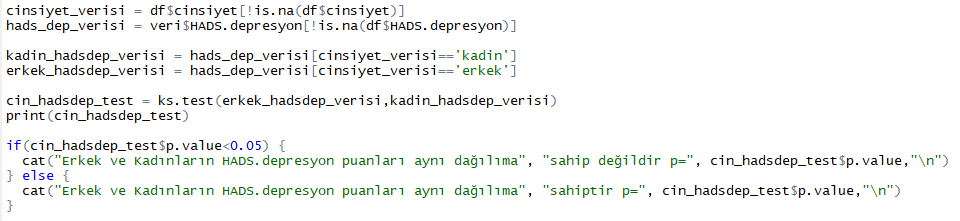 cinsiyet_verisi = df$cinsiyet[!is.na(df$cinsiyet)]
hads_dep_verisi = veri$HADS.depresyon[!is.na(df$HADS.depresyon)]
kadin_hadsdep_verisi = hads_dep_verisi[cinsiyet_verisi=='kadin']
erkek_hadsdep_verisi = hads_dep_verisi[cinsiyet_verisi=='erkek']
cin_hadsdep_test = ks.test(erkek_hadsdep_verisi,kadin_hadsdep_verisi)
print(cin_hadsdep_test)
if(cin_hadsdep_test$p.value<0.05) {
  cat("Erkek ve Kadınların HADS.depresyon puanları aynı dağılıma", "sahip değildir p=", cin_hadsdep_test$p.value,"\n")
} else {
  cat("Erkek ve Kadınların HADS.depresyon puanları aynı dağılıma", "sahiptir p=", cin_hadsdep_test$p.value,"\n")
}